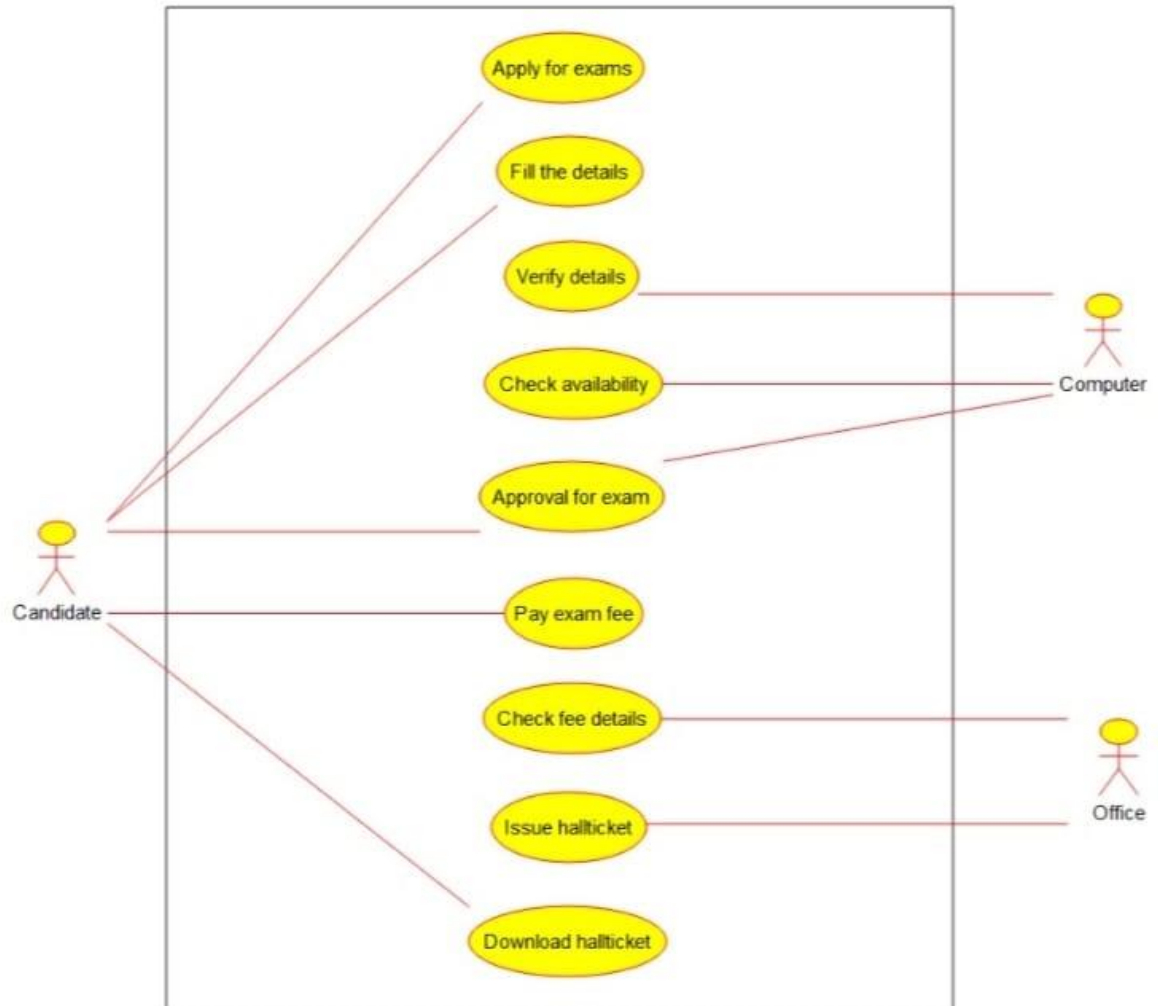 Apply for exams
Fill the details
Verify details
Check availability
Computer
Approval for exam
Candidate
Pay exam fee
Check fee details
Office
Issue hallticket
Download hallticket